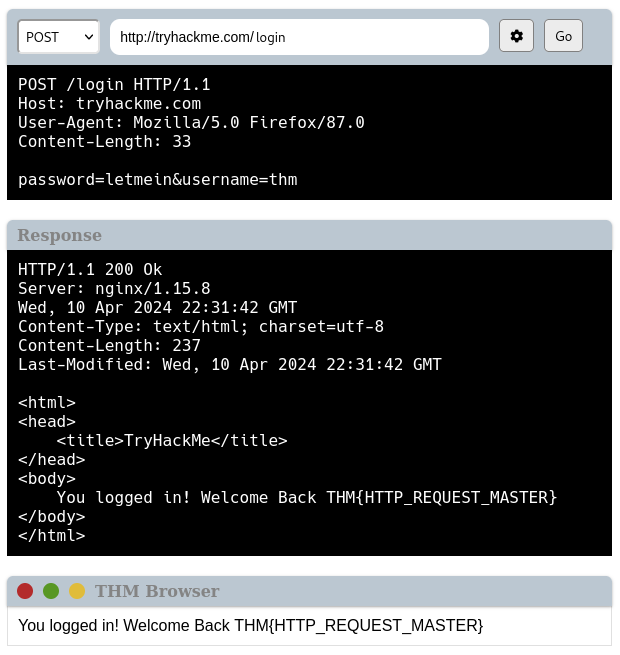 POST http://tryhackme.com/login Go
POST /login HTTP/1.1
Host: tryhackme.com
User-Agent: Mozilla/5.0 Firefox/87.0
Content-Length: 33
password=letmein&username=thm
Response
HTTP/1.1 200 Ok
Server: nginx/1.15.8
Wed, 10 Apr 2024 22:31:42 GMT
Content-Type: text/html; charset=utf-8
Content-Length: 237
Last-Modified: Wed, 10 Apr 2024 22:31:42 GMT
<html>
<head>
    <title>TryHackMe</title>
</head>
<body>
    You logged in! Welcome Back THM{HTTP_REQUEST_MASTER}
</body>
</html>
THM Browser
You logged in! Welcome Back THM{HTTP_REQUEST_MASTER}